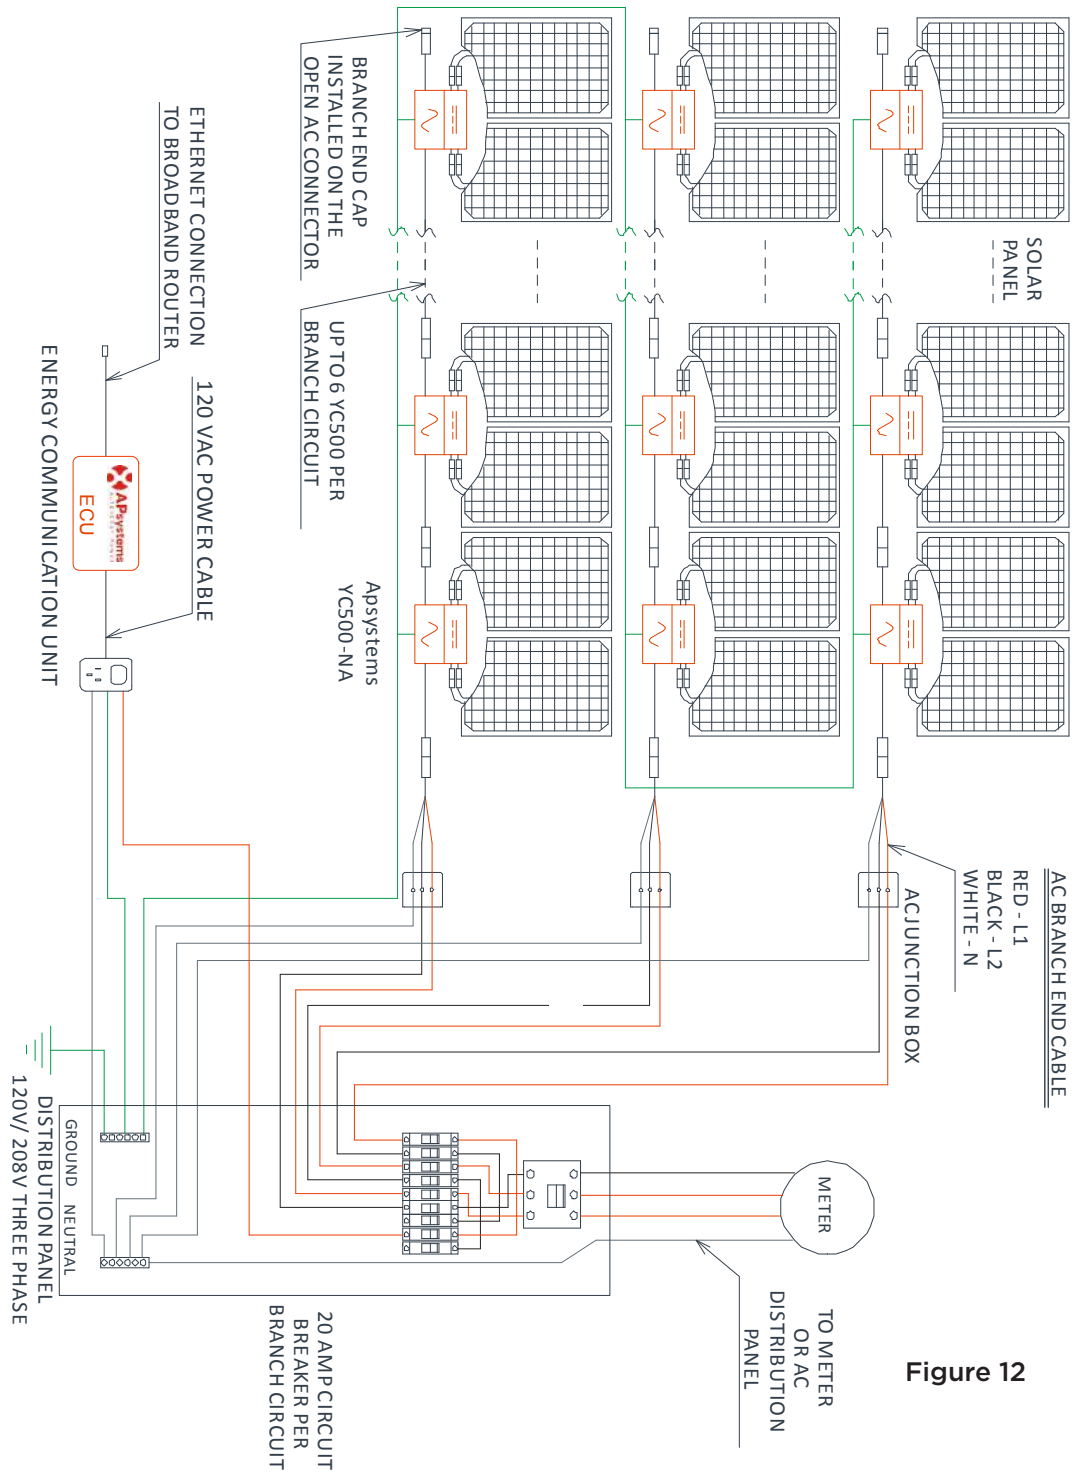 SOLAR
PANEL
BRANCH END CAP
INSTALLED ON THE
OPEN AC CONNECTOR
UP TO 6 YC500 PER
BRANCH CIRCUIT
ETHERNET CONNECTION
TO BROADBAND ROUTER
120 VAC POWER CABLE
APsystems
ECU
ENERGY COMMUNICATION UNIT
Apsystems
YC500-NA
AC BRANCH END CABLE
RED - L1
BLACK - L2
WHITE - N
AC JUNCTION BOX
METER
GROUND
NEUTRAL
DISTRIBUTION PANEL
120V/ 208V THREE PHASE
20 AMP CIRCUIT
BREAKER PER
BRANCH CIRCUIT
TO METER
OR AC
DISTRIBUTION
PANEL
Figure 12